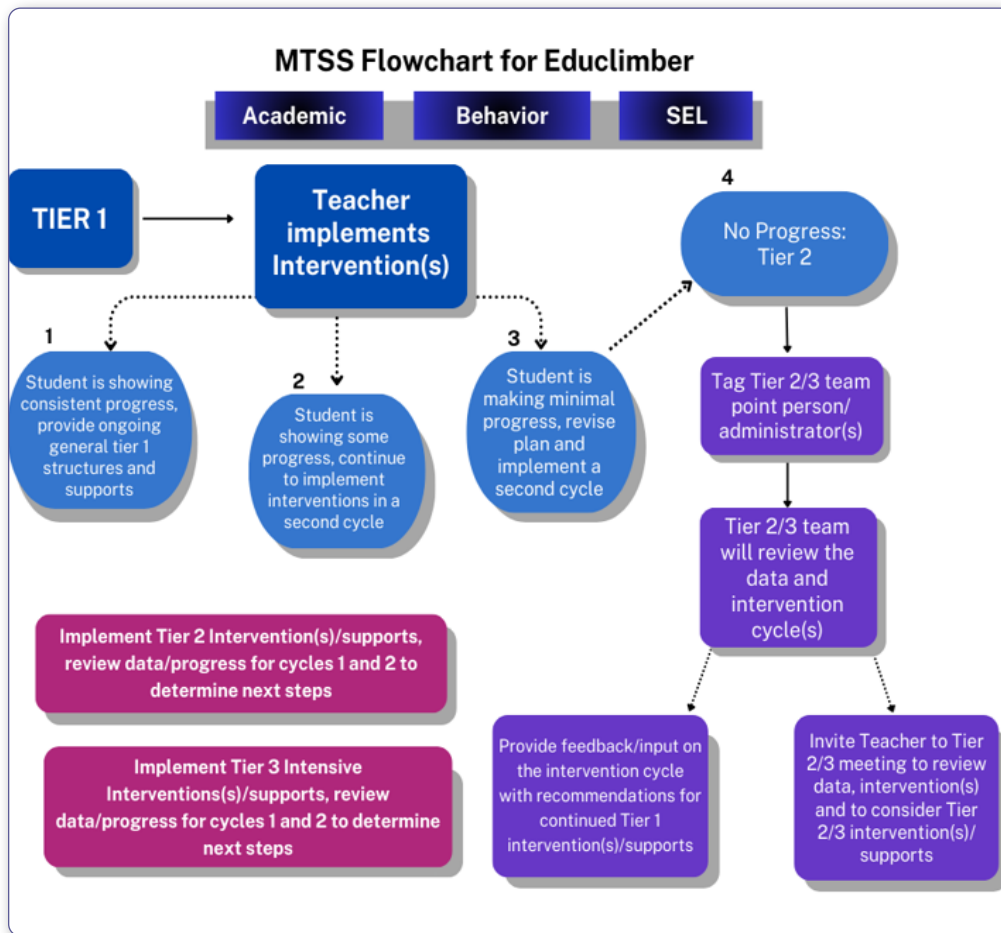 MTSS Flowchart for Educlimber
Academic
Behavior
SEL
TIER 1
Teacher
implements
Intervention(s)
1
Student is showing
consistent progress,
provide ongoing
general tier 1
structures and
supports
2
Student is
showing some
progress, continue
to implement
interventions in a
second cycle
3
Student is
making minimal
progress, revise
plan and
implement a
second cycle
4
No Progress:
Tier 2
Tag Tier 2/3 team
point person/
administrator(s)
Tier 2/3 team
will review the
data and
intervention
cycle(s)
Provide feedback/input on
the intervention cycle
with recommendations for
continued Tier 1
intervention(s)/supports
Invite Teacher to Tier
2/3 meeting to review
data, intervention(s)
and to consider Tier
2/3 intervention(s)/
supports
Implement Tier 2 Intervention(s)/supports,
review data/progress for cycles 1 and 2 to
determine next steps
Implement Tier 3 Intensive
Interventions(s)/supports, review
data/progress for cycles 1 and 2 to determine
next steps